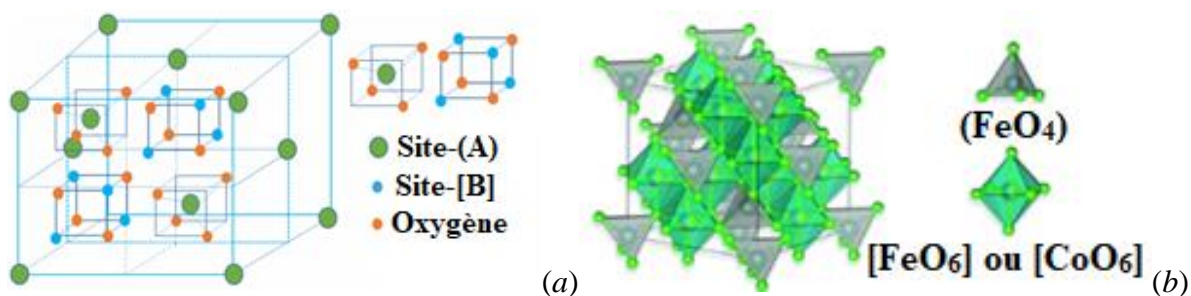 Site-(A)
Site-[B]
Oxygène
(a)
(FeO₄)
[FeO₆] ou [CoO₆]
(b)